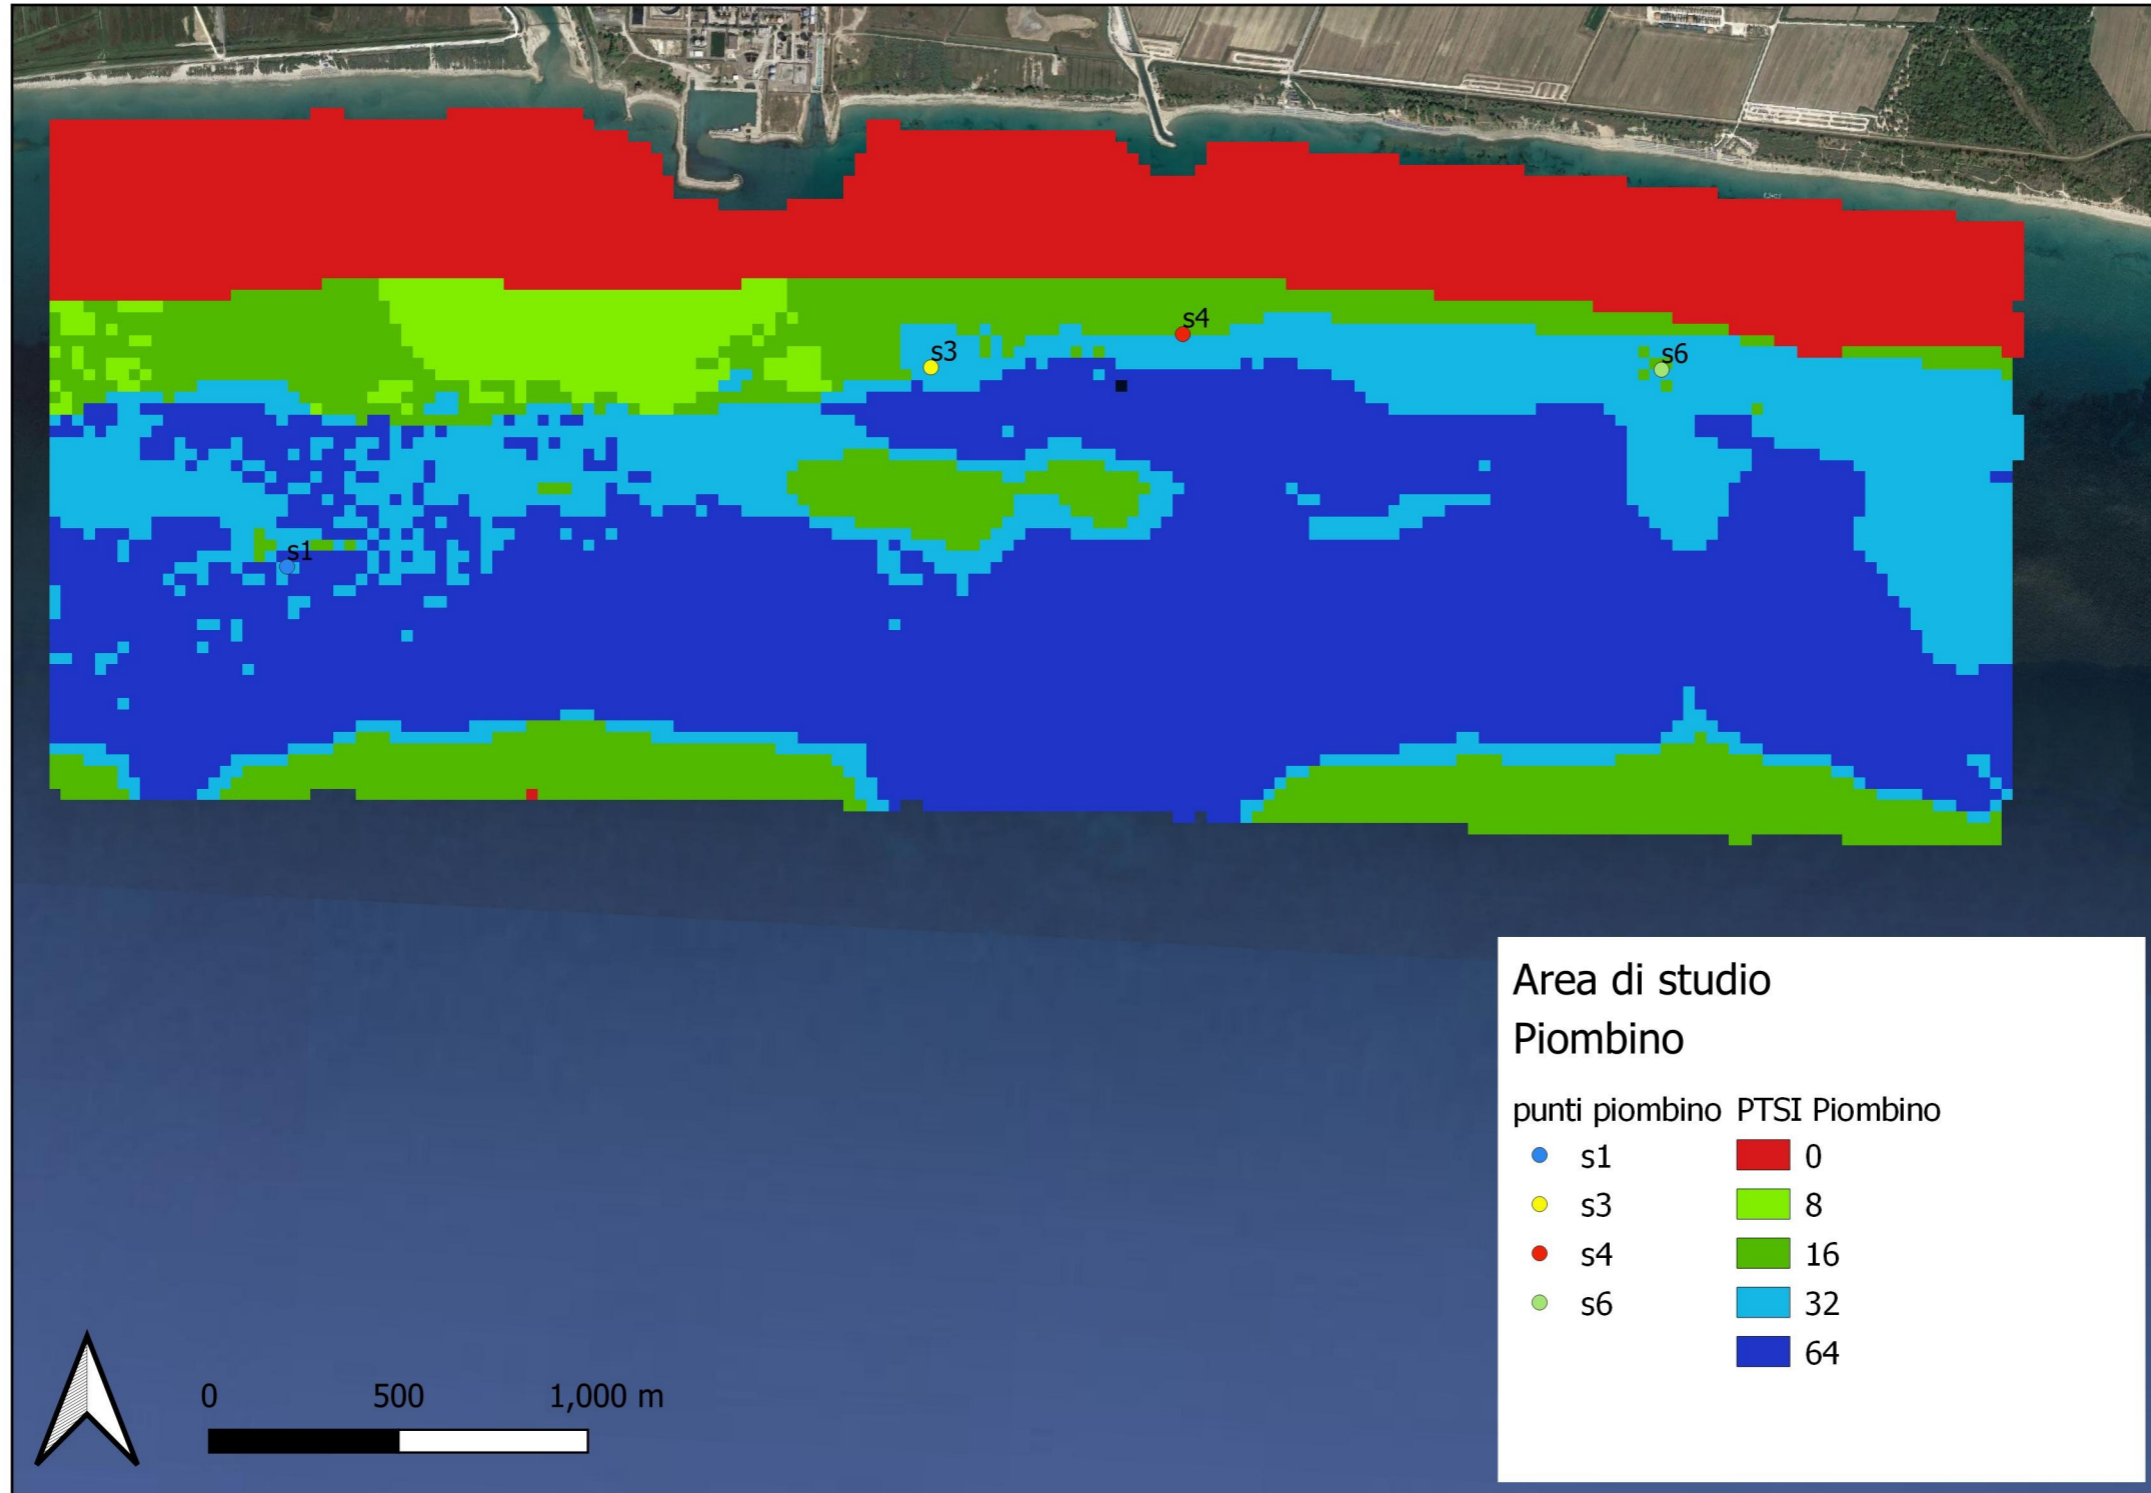 s4
s3
s6
s1
Area di studio
Piombino
punti piombino PTSI Piombino
s1 0
s3 8
s4 16
s6 32
64
0 500 1,000 m